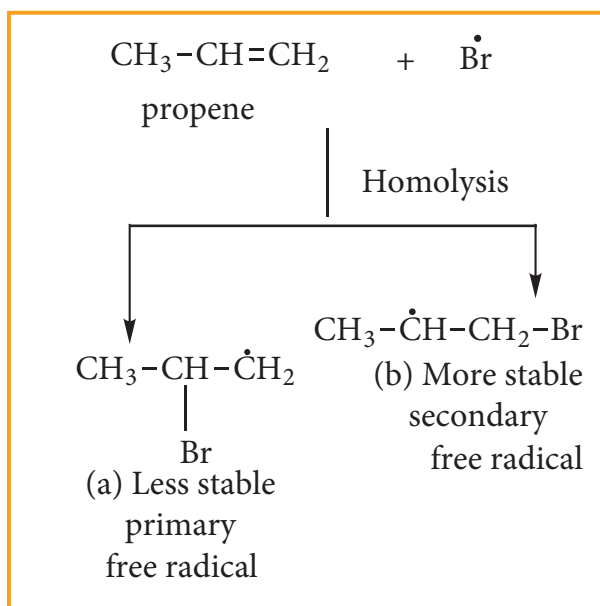 CH₃-CH=CH₂ + Ḃr
propene
Homolysis
CH₃-ĊH-CH₂-Br
(b) More stable
secondary
free radical
CH₃-CH-ĊH₂
Br
(a) Less stable
primary
free radical